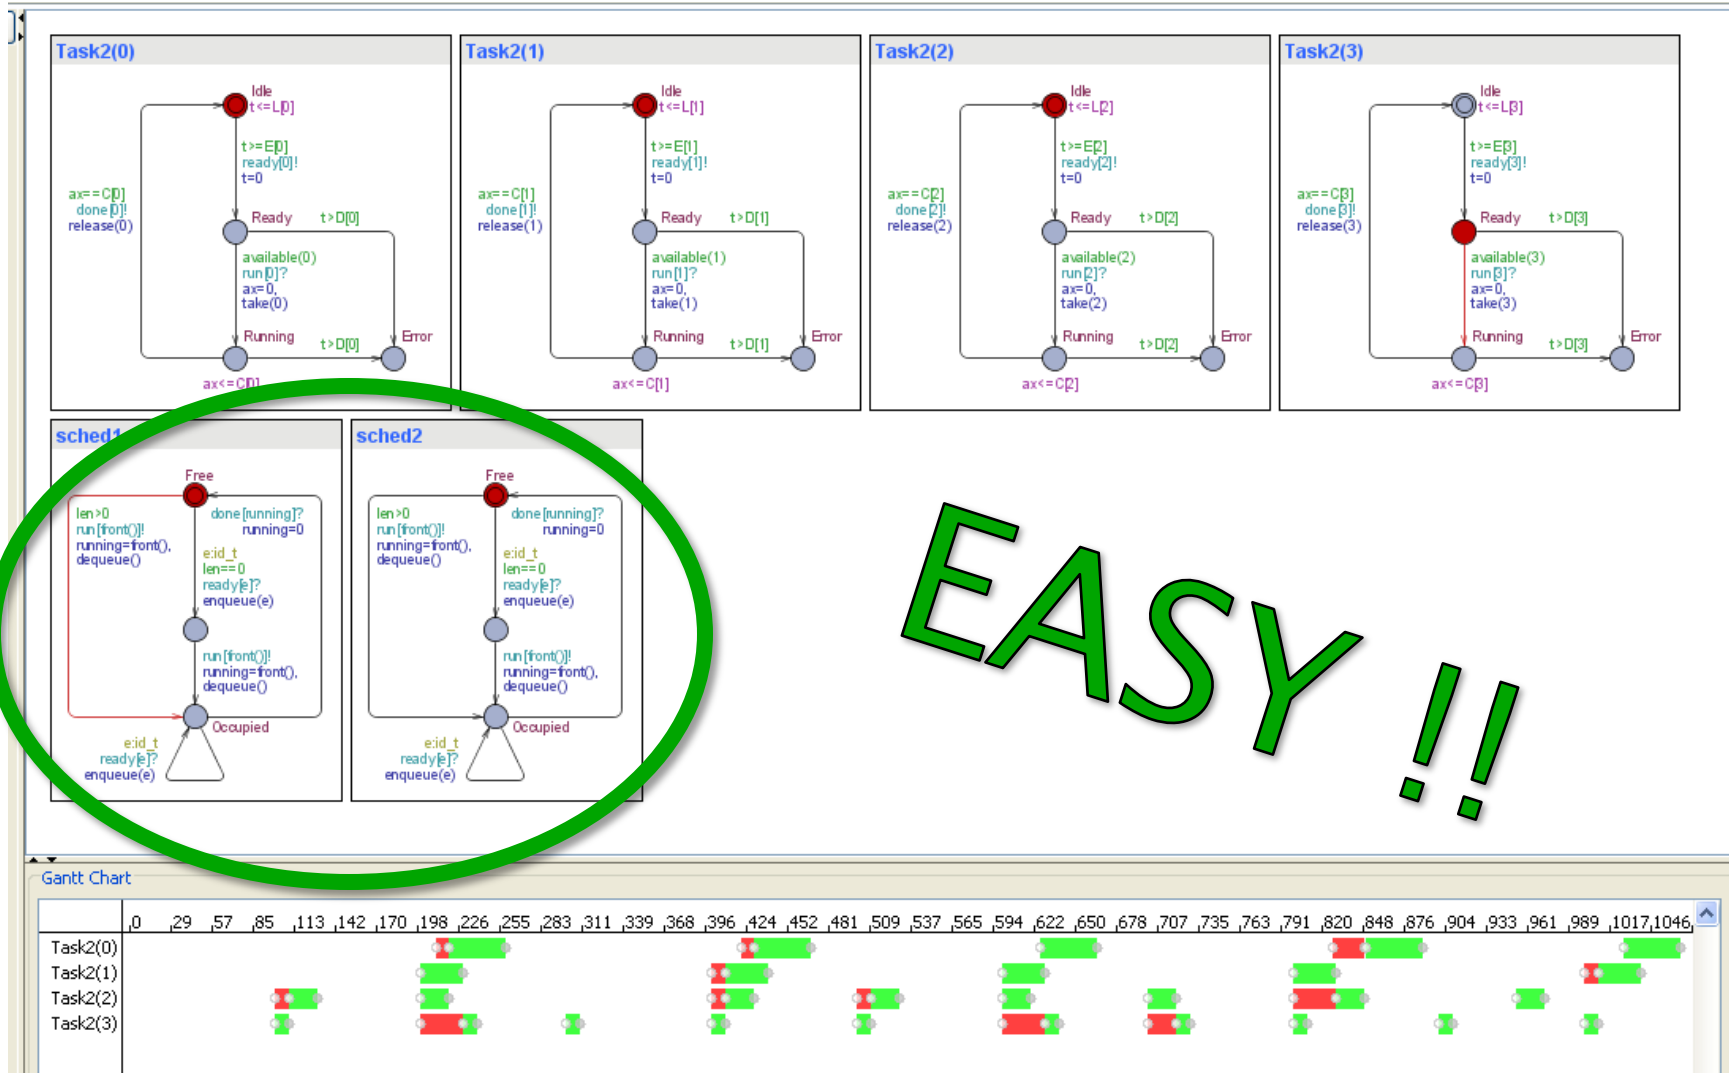 Task2(0)
Idle
t<=L[0]
t>=E[0]
ready[0]!
t=0
ax==C[0]
done[0]!
release(0)
Ready
t>D[0]
available(0)
run[0]?
ax=0,
take(0)
Running
t>D[0]
Error
ax<=C[0]
Task2(1)
Idle
t<=L[1]
t>=E[1]
ready[1]!
t=0
ax==C[1]
done[1]!
release(1)
Ready
t>D[1]
available(1)
run[1]?
ax=0,
take(1)
Running
t>D[1]
Error
ax<=C[1]
Task2(2)
Idle
t<=L[2]
t>=E[2]
ready[2]!
t=0
ax==C[2]
done[2]!
release(2)
Ready
t>D[2]
available(2)
run[2]?
ax=0,
take(2)
Running
t>D[2]
Error
ax<=C[2]
Task2(3)
Idle
t<=L[3]
t>=E[3]
ready[3]!
t=0
ax==C[3]
done[3]!
release(3)
Ready
t>D[3]
available(3)
run[3]?
ax=0,
take(3)
Running
t>D[3]
Error
ax<=C[3]
sched1
Free
len>0
run[front()]!
running=front(),
dequeue()
done[running]?
running=0
e:id_t
len==0
ready[e]?
enqueue(e)
run[front()]!
running=front(),
dequeue()
Occupied
e:id_t
ready[e]?
enqueue(e)
sched2
Free
len>0
run[front()]!
running=front(),
dequeue()
done[running]?
running=0
e:id_t
len==0
ready[e]?
enqueue(e)
run[front()]!
running=front(),
dequeue()
Occupied
e:id_t
ready[e]?
enqueue(e)
EASY !!
Gantt Chart
0 29 57 85 113 142 170 198 226 255 283 311 339 368 396 424 452 481 509 537 565 594 622 650 678 707 735 763 791 820 848 876 904 933 961 989 1017 1046
Task2(0)
Task2(1)
Task2(2)
Task2(3)